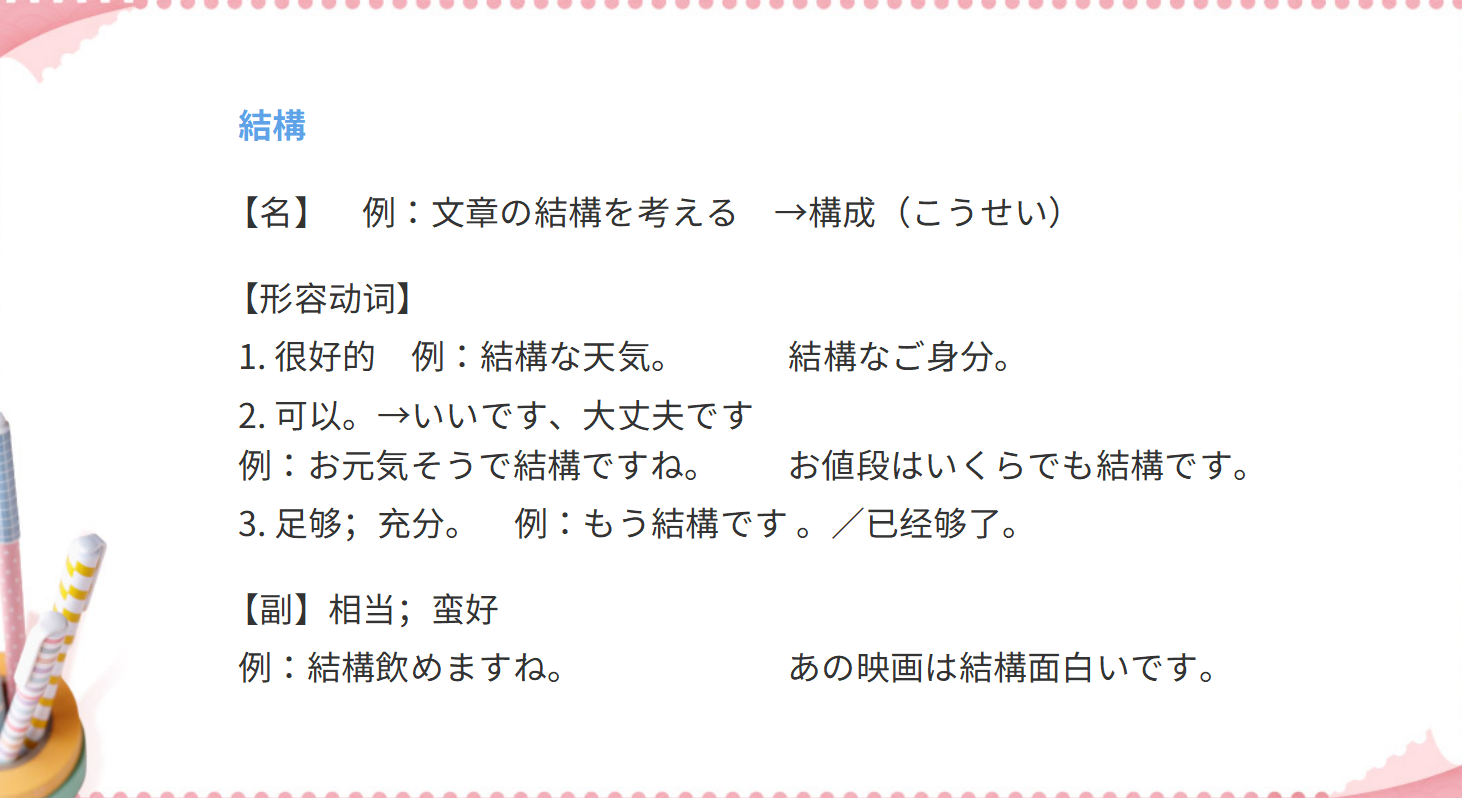 結構
【名】　例：文章の結構を考える　→構成（こうせい）
【形容动词】
1. 很好的　例：結構な天気。　　　結構なご身分。
2. 可以。→いいです、大丈夫です
例：お元気そうで結構ですね。　　お値段はいくらでも結構です。
3. 足够；充分。　例：もう結構です 。／已经够了。
【副】相当；蛮好
例：結構飲めますね。　　　　　　あの映画は結構面白いです。